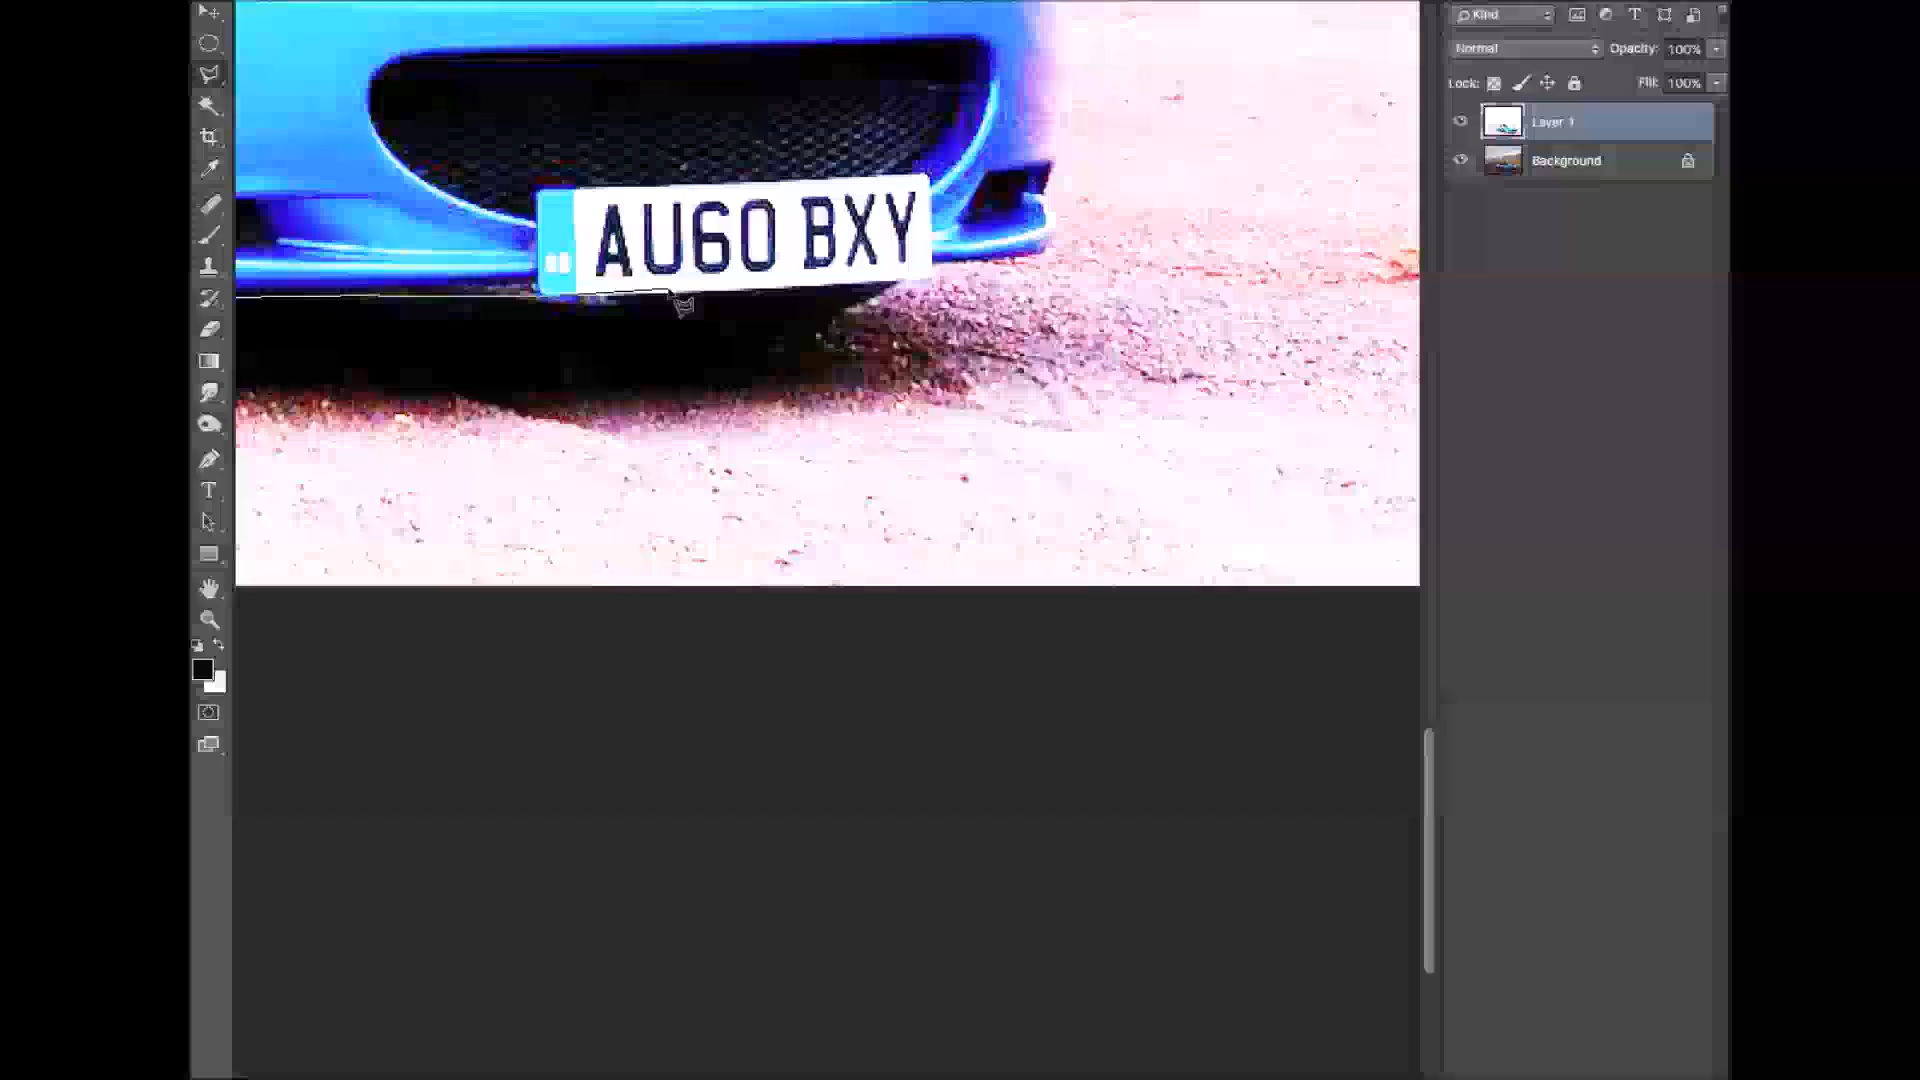 Kind
Normal
Opacity: 100%
Lock:
Fill: 100%
Layer 1
Background
AU60 BXY
T
T